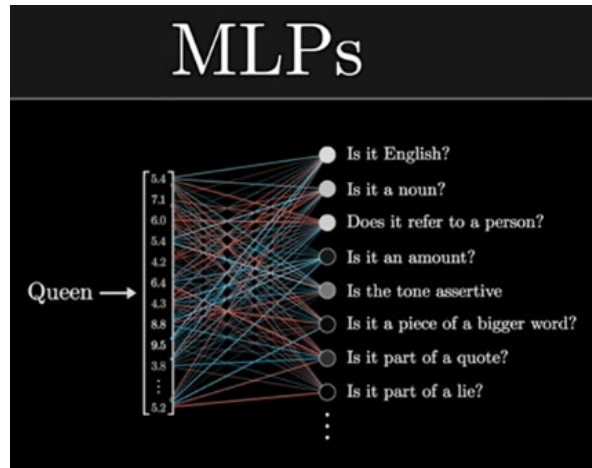 MLPs
Is it English?
5.4
Is it a noun?
7.1
6.0
Does it refer to a person?
5.4
Is it an amount?
4.2
6.4
Queen
Is the tone assertive
4.3
8.8
Is it a piece of a bigger word?
9.5
3.8
Is it part of a quote?
5.2
Is it part of a lie?